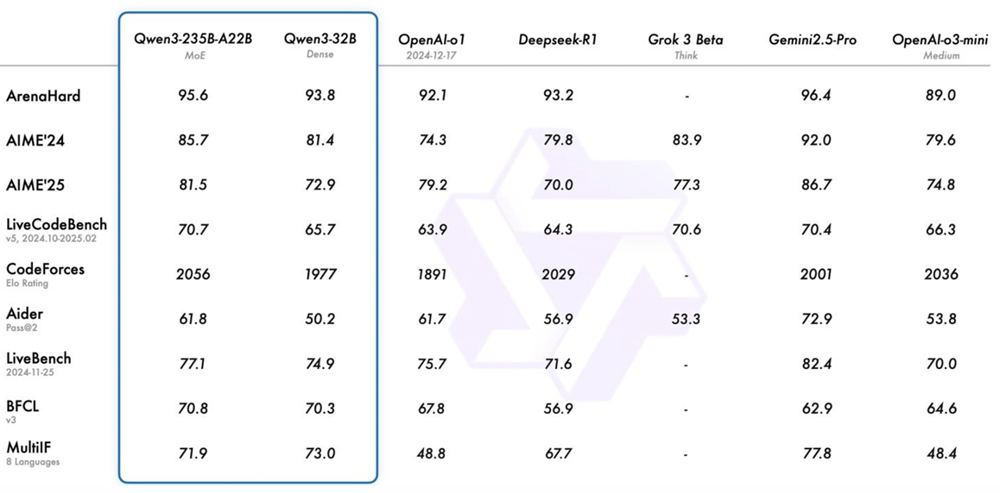 Qwen3-235B-A22B Qwen3-32B OpenAI-o1 Deepseek-R1 Grok 3 Beta Gemini2.5-Pro OpenAI-o3-mini
MoE Dense 2024-12-17 Think Medium
ArenaHard 95.6 93.8 92.1 93.2 - 96.4 89.0
AIME'24 85.7 81.4 74.3 79.8 83.9 92.0 79.6
AIME'25 81.5 72.9 79.2 70.0 77.3 86.7 74.8
LiveCodeBench 70.7 65.7 63.9 64.3 70.6 70.4 66.3
v5, 2024.10-2025.02
CodeForces 2056 1977 1891 2029 - 2001 2036
Elo Rating
Aider 61.8 50.2 61.7 56.9 53.3 72.9 53.8
Pass@2
LiveBench 77.1 74.9 75.7 71.6 - 82.4 70.0
2024-11-25
BFCL 70.8 70.3 67.8 56.9 - 62.9 64.6
v3
MultiIF 71.9 73.0 48.8 67.7 - 77.8 48.4
8 Languages